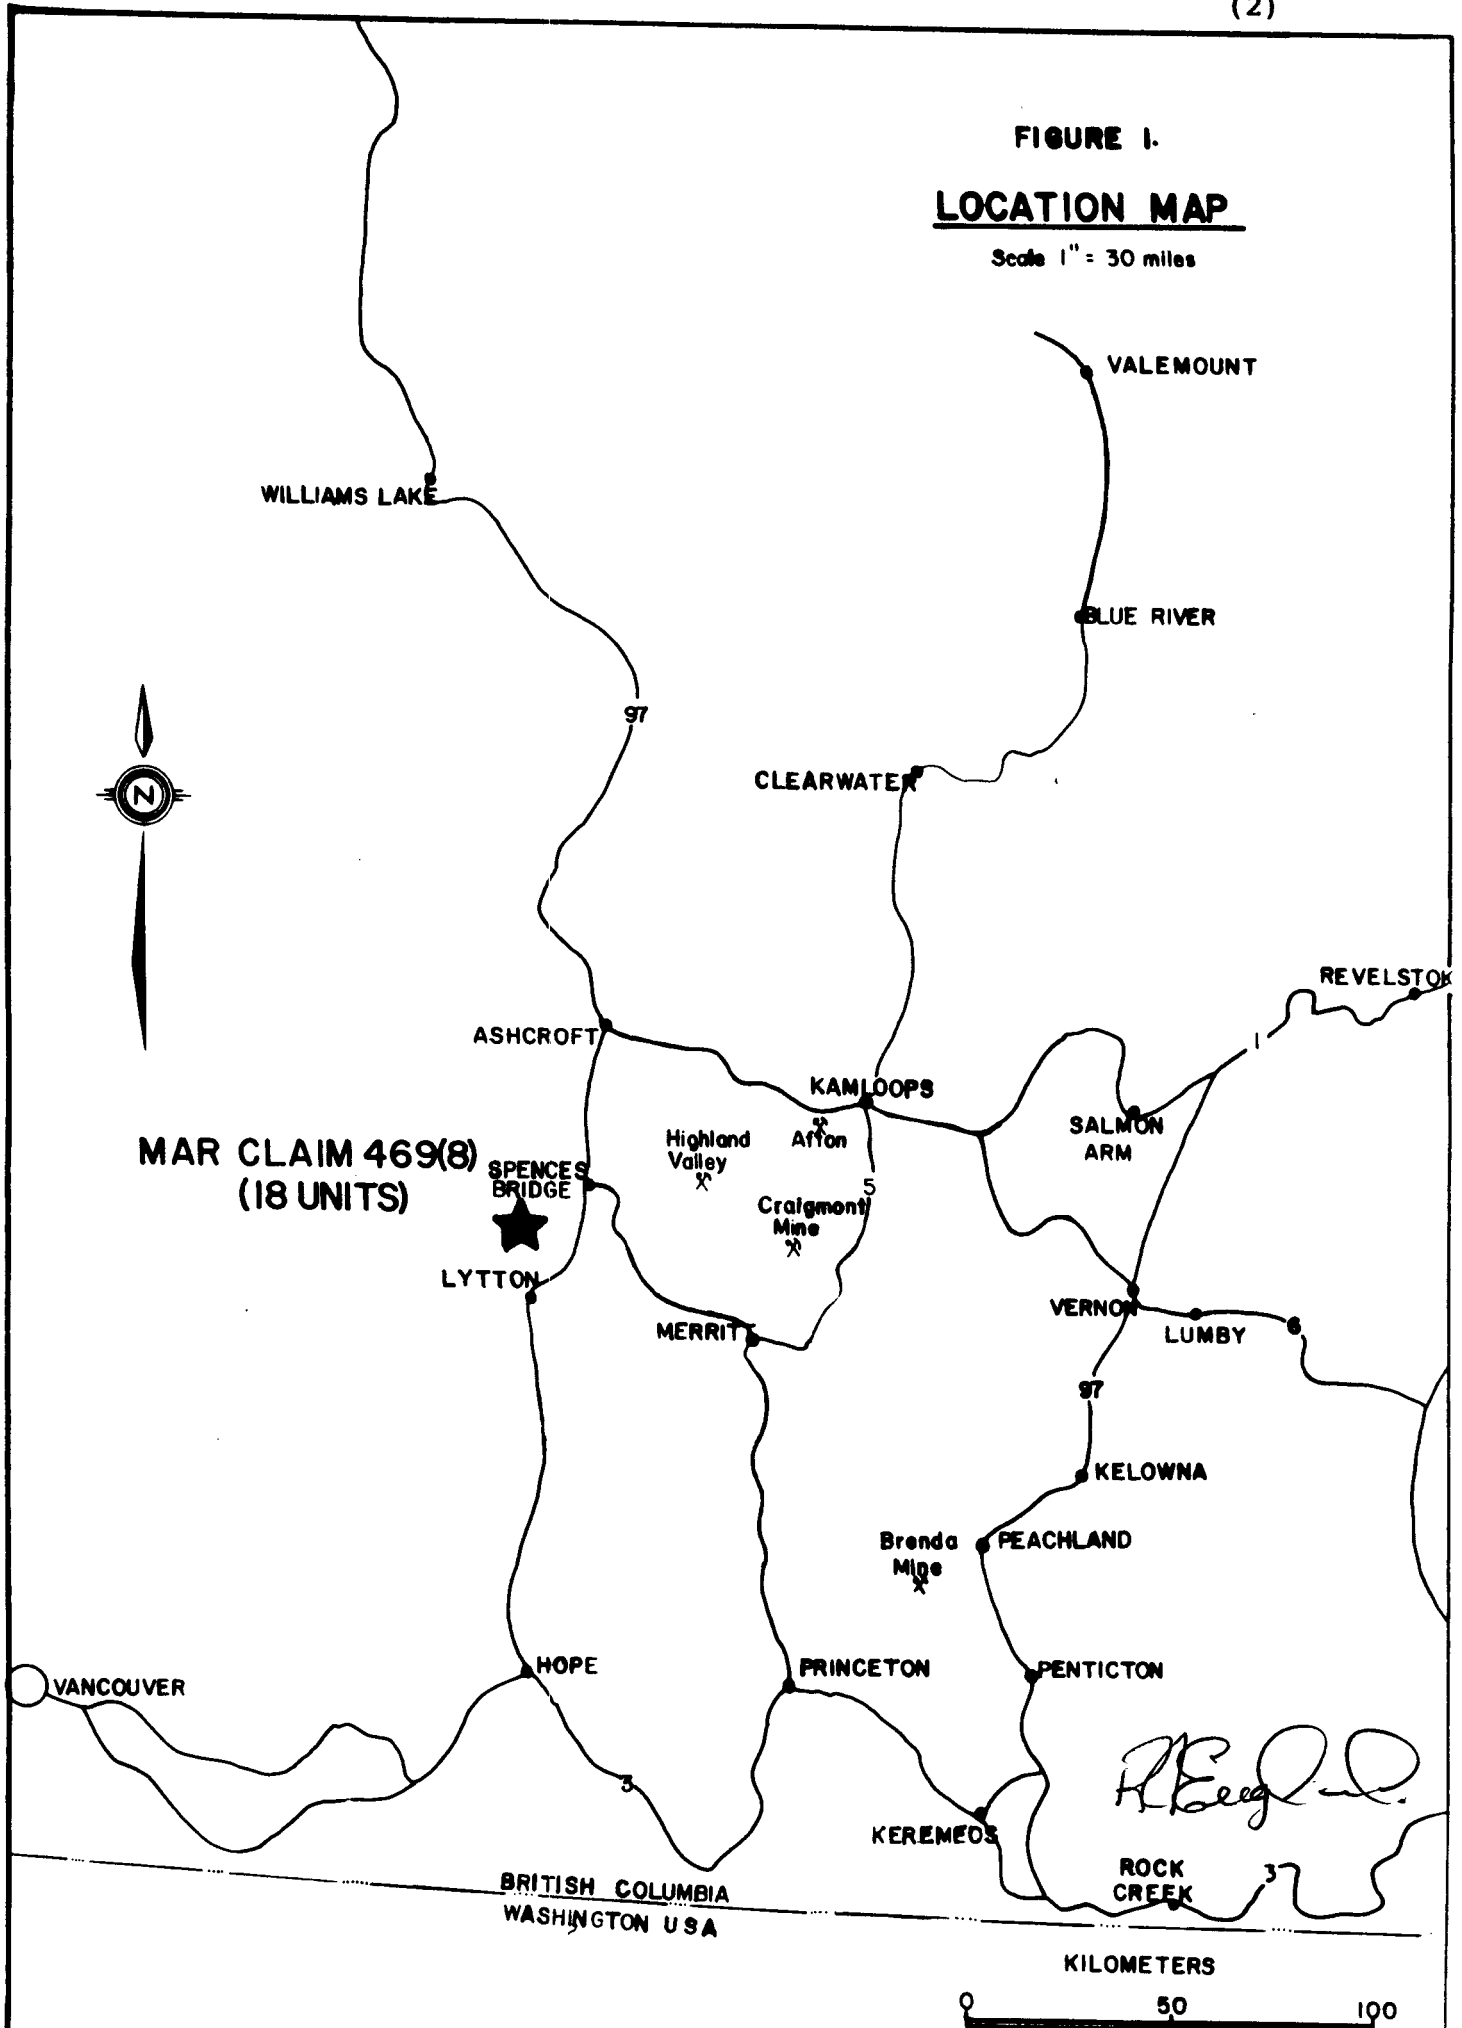 (2)
FIGURE 1.
LOCATION MAP
Scale 1" = 30 miles
VALEMOUNT
WILLIAMS LAKE
BLUE RIVER
97
CLEARWATER
N
REVELSTOK
ASHCROFT
1
KAMLOOPS
SALMON
ARM
Afton
Highland
Valley
MAR CLAIM 469(8)
(18 UNITS)
SPENCES
BRIDGE
5
Craigmont
Mine
LYTTON
VERNON
LUMBY
6
MERRITT
97
KELOWNA
PEACHLAND
Brenda
Mine
HOPE
PRINCETON
PENTICTON
VANCOUVER
3
KEREMEOS
ROCK
CREEK
3
BRITISH COLUMBIA
WASHINGTON USA
KILOMETERS
0 50 100